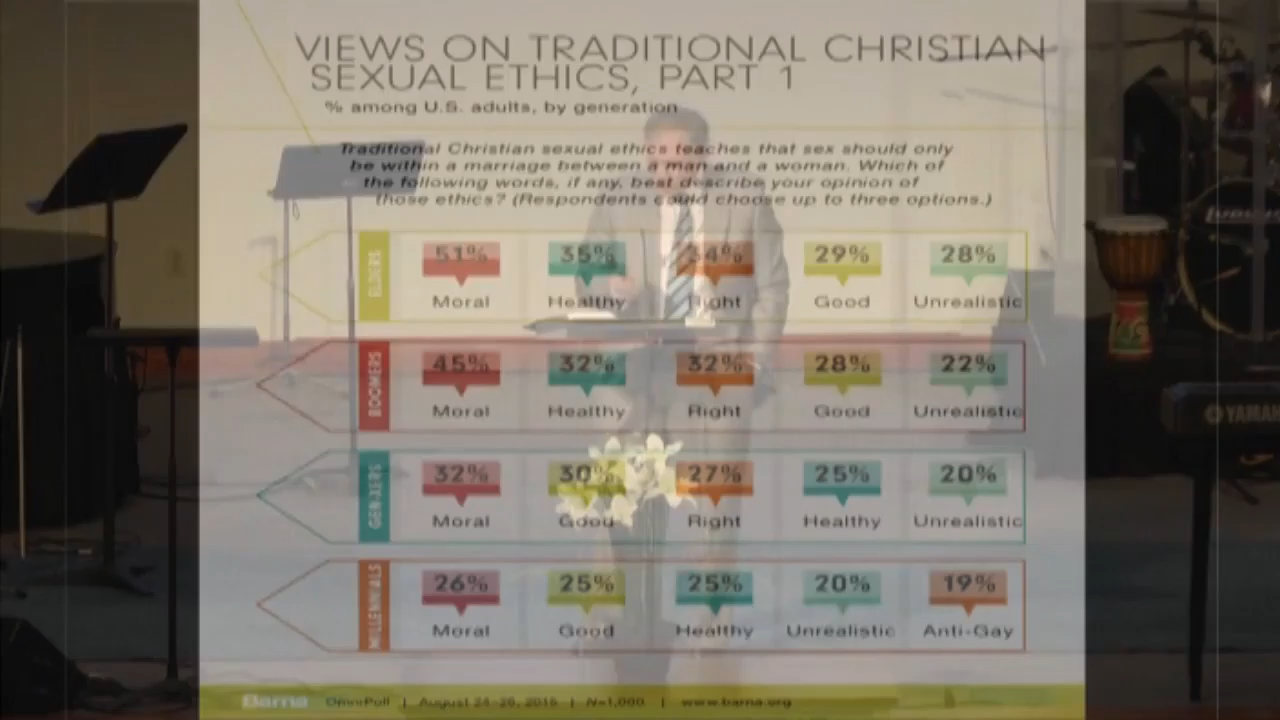 VIEWS ON TRADITIONAL CHRISTIAN
SEXUAL ETHICS, PART 1
% among U.S. adults, by generation
Traditional Christian sexual ethics teaches that sex should only
be within a marriage between a man and a woman. Which of
the following words, if any, best describe your opinion of
those ethics? (Respondents could choose up to three options.)
ELDERS
51% 35% 34% 29% 28%
Moral Healthy Right Good Unrealistic
BOOMERS
45% 32% 32% 28% 22%
Moral Healthy Right Good Unrealistic
GEN-XERS
32% 30% 27% 25% 20%
Moral Good Right Healthy Unrealistic
YAMAHA
MILLENNIALS
26% 25% 25% 20% 19%
Moral Good Healthy Unrealistic Anti-Gay
Barna OmniPoll | August 24-26, 2015 | N=1,000 | www.barna.org